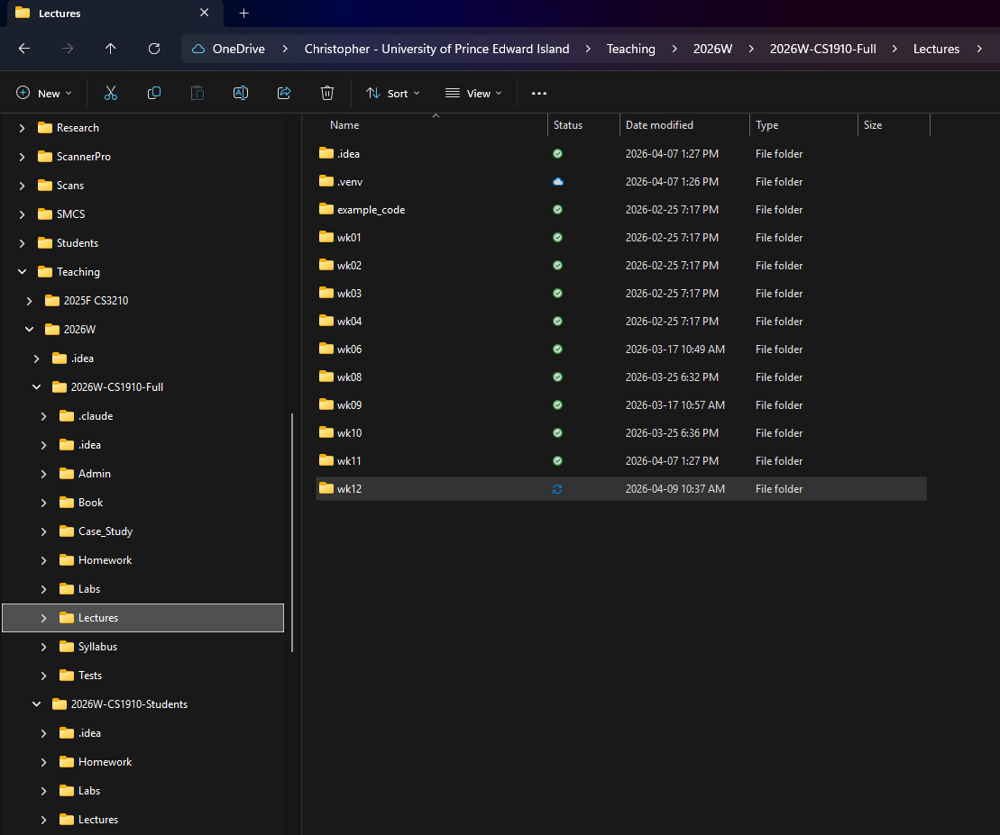 Lectures
OneDrive > Christopher - University of Prince Edward Island > Teaching > 2026W > 2026W-CS1910-Full > Lectures >
New Sort View
Research
ScannerPro
Scans
SMCS
Students
Teaching
2025F CS3210
2026W
.idea
2026W-CS1910-Full
.claude
.idea
Admin
Book
Case_Study
Homework
Labs
Lectures
Syllabus
Tests
2026W-CS1910-Students
.idea
Homework
Labs
Lectures
Name Status Date modified Type Size
.idea 2026-04-07 1:27 PM File folder
.venv 2026-04-07 1:26 PM File folder
example_code 2026-02-25 7:17 PM File folder
wk01 2026-02-25 7:17 PM File folder
wk02 2026-02-25 7:17 PM File folder
wk03 2026-02-25 7:17 PM File folder
wk04 2026-02-25 7:17 PM File folder
wk06 2026-03-17 10:49 AM File folder
wk08 2026-03-25 6:32 PM File folder
wk09 2026-03-17 10:57 AM File folder
wk10 2026-03-25 6:36 PM File folder
wk11 2026-04-07 1:27 PM File folder
wk12 2026-04-09 10:37 AM File folder